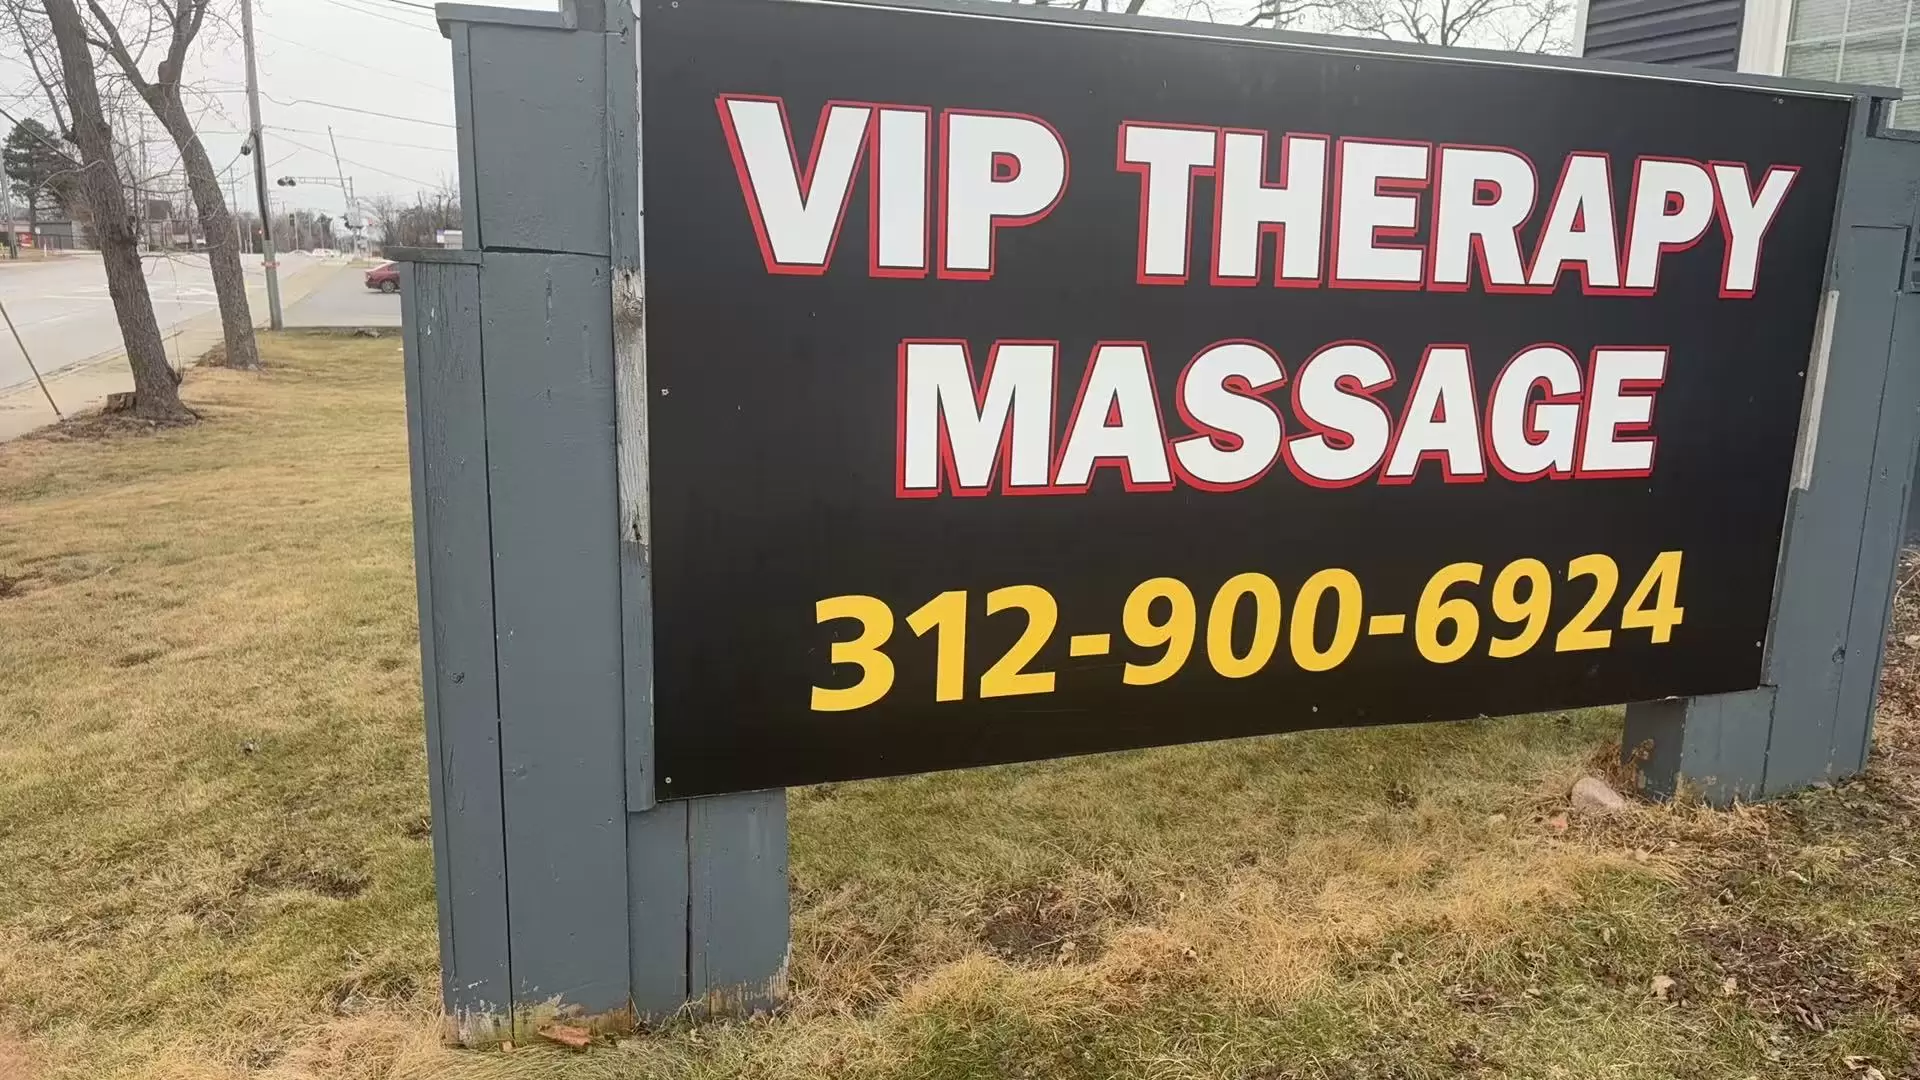 VIP THERAPY
MASSAGE
312-900-6924